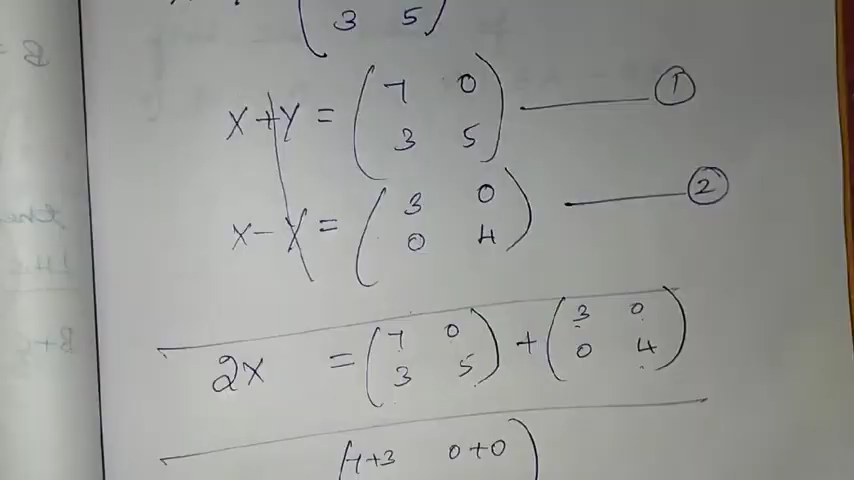 3 5
X + Y = ( 7 0 ) ①
3 5
X - Y = ( 3 0 ) ②
0 4
2X = ( 7 0 ) + ( 3 0 )
3 5 0 4
( 7+3 0+0 )